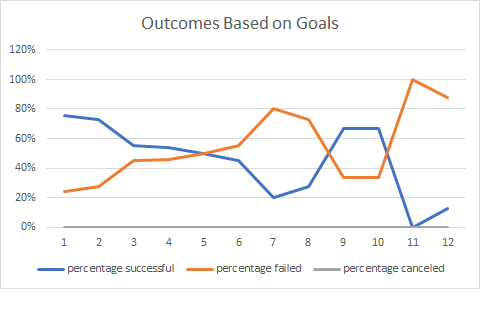 Outcomes Based on Goals
120%
100%
80%
60%
40%
20%
0%
1 2 3 4 5 6 7 8 9 10 11 12
percentage successful percentage failed percentage canceled